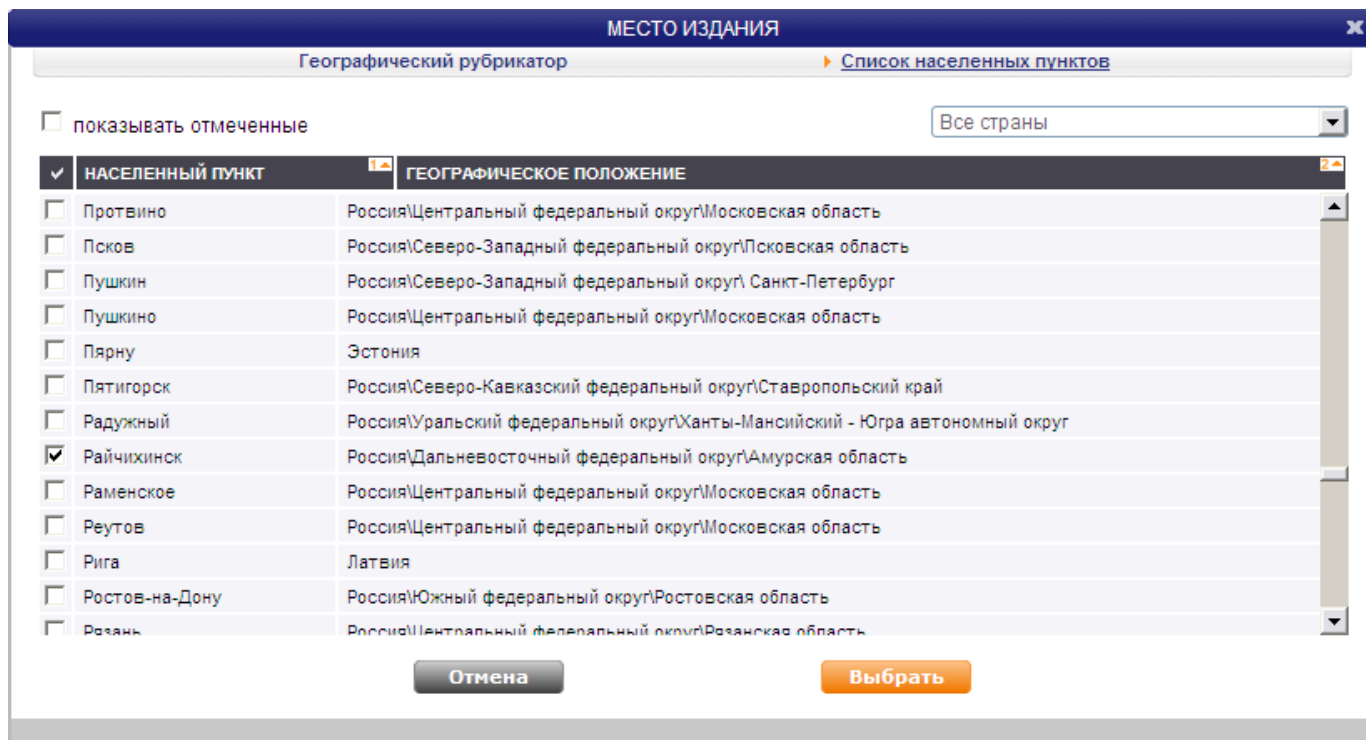 МЕСТО ИЗДАНИЯ
Географический рубрикатор Список населенных пунктов
показывать отмеченные Все страны
НАСЕЛЕННЫЙ ПУНКТ 1 ГЕОГРАФИЧЕСКОЕ ПОЛОЖЕНИЕ 2
Протвино Россия\Центральный федеральный округ\Московская область
Псков Россия\Северо-Западный федеральный округ\Псковская область
Пушкин Россия\Северо-Западный федеральный округ\ Санкт-Петербург
Пушкино Россия\Центральный федеральный округ\Московская область
Пярну Эстония
Пятигорск Россия\Северо-Кавказский федеральный округ\Ставропольский край
Радужный Россия\Уральский федеральный округ\Ханты-Мансийский - Югра автономный округ
Райчихинск Россия\Дальневосточный федеральный округ\Амурская область
Раменское Россия\Центральный федеральный округ\Московская область
Реутов Россия\Центральный федеральный округ\Московская область
Рига Латвия
Ростов-на-Дону Россия\Южный федеральный округ\Ростовская область
Рязань Россия\Центральный федеральный округ\Рязанская область
Отмена Выбрать